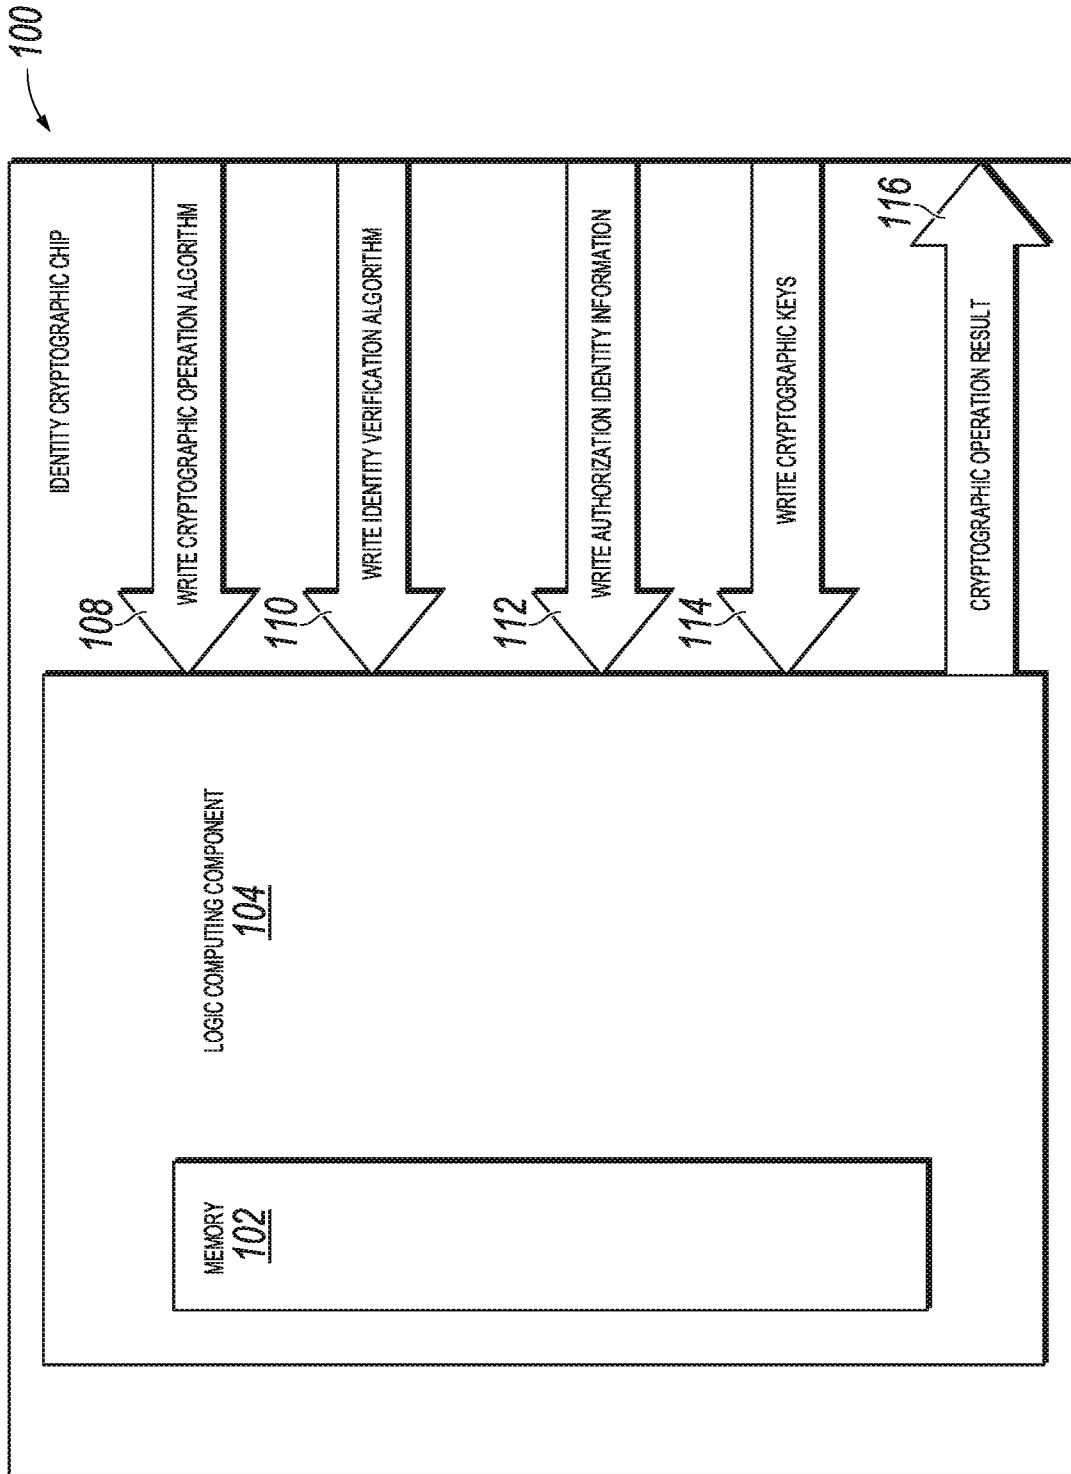 100
IDENTITY CRYPTOGRAPHIC CHIP
108
WRITE CRYPTOGRAPHIC OPERATION ALGORITHM
110
WRITE IDENTITY VERIFICATION ALGORITHM
112
WRITE AUTHORIZATION IDENTITY INFORMATION
114
WRITE CRYPTOGRAPHIC KEYS
116
CRYPTOGRAPHIC OPERATION RESULT
LOGIC COMPUTING COMPONENT
104
MEMORY
102